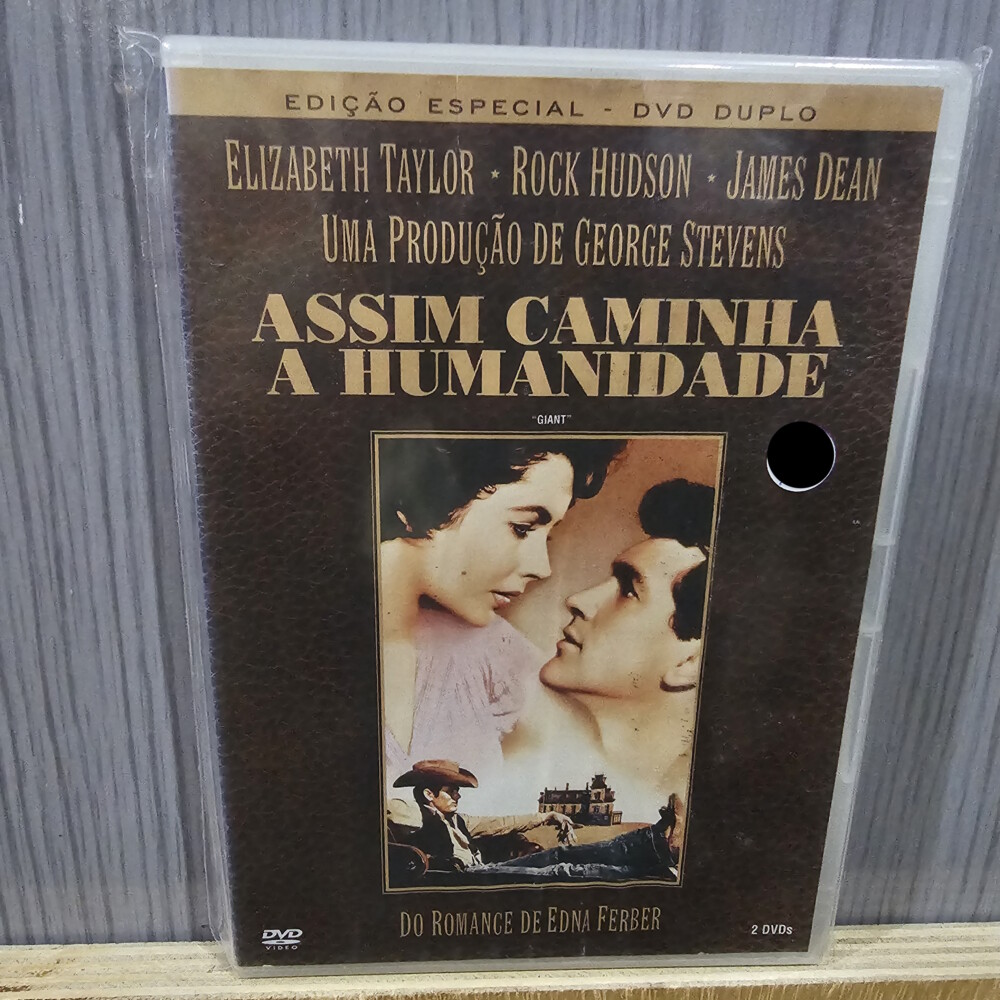 EDIÇÃO ESPECIAL - DVD DUPLO
ELIZABETH TAYLOR ★ ROCK HUDSON ★ JAMES DEAN
UMA PRODUÇÃO DE GEORGE STEVENS
ASSIM CAMINHA
A HUMANIDADE
"GIANT"
DO ROMANCE DE EDNA FERBER
DVD
VIDEO
2 DVDs